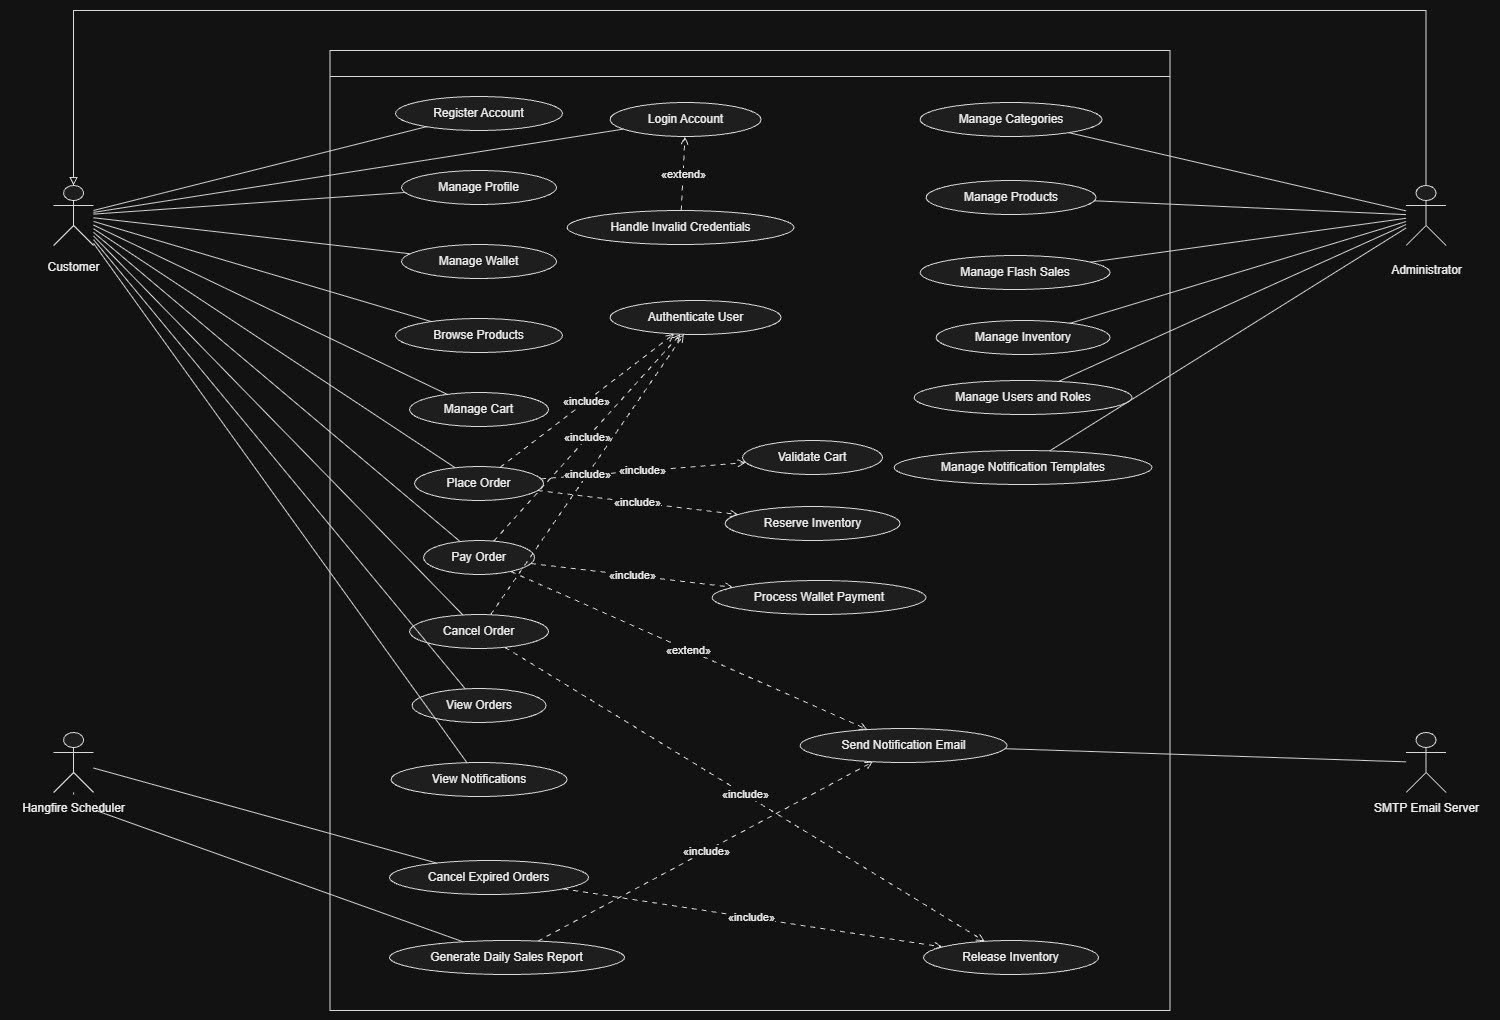 Register Account
Login Account
Manage Categories
«extend»
Manage Profile
Manage Products
Handle Invalid Credentials
Customer
Manage Wallet
Manage Flash Sales
Administrator
Authenticate User
Browse Products
Manage Inventory
«include»
Manage Cart
Manage Users and Roles
«include»
Validate Cart
«include»
«include»
Manage Notification Templates
Place Order
«include»
Reserve Inventory
Pay Order
«include»
Process Wallet Payment
Cancel Order
«extend»
View Orders
Send Notification Email
View Notifications
«include»
Hangfire Scheduler
SMTP Email Server
«include»
Cancel Expired Orders
«include»
Generate Daily Sales Report
Release Inventory